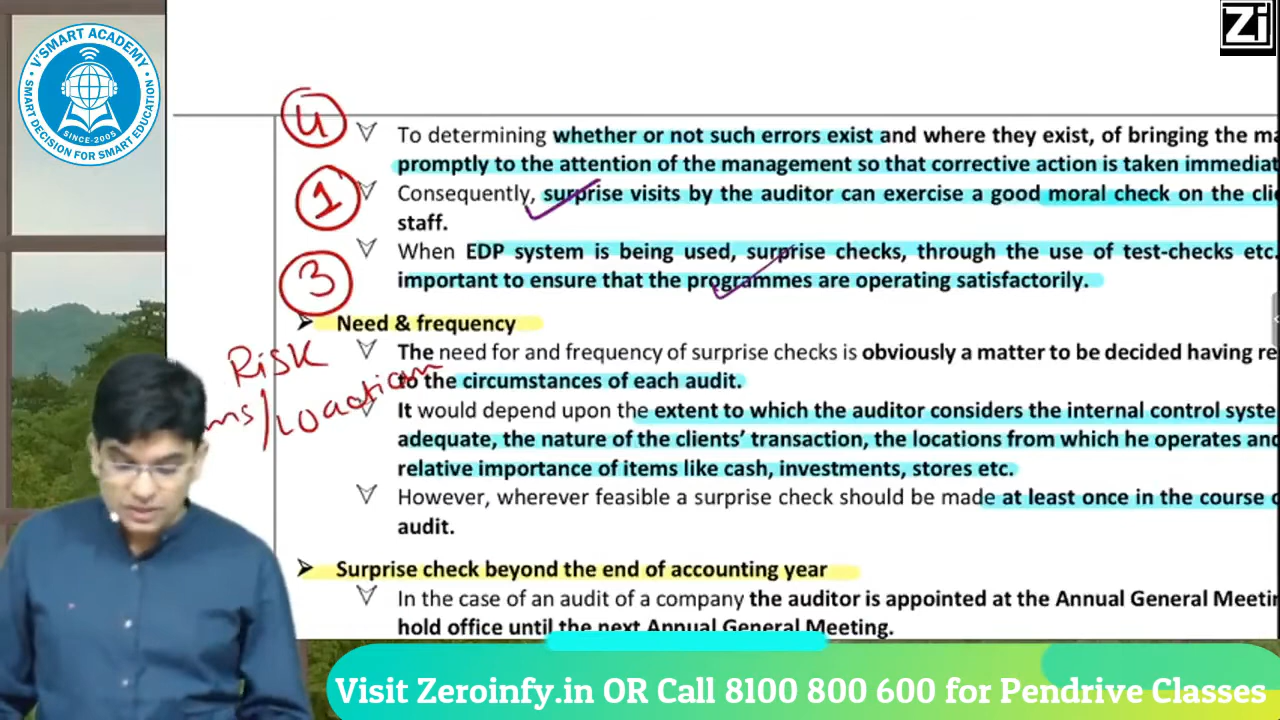 V'SMART ACADEMY
SMART DECISION FOR SMART EDUCATION
SINCE-2005
Zi
4
To determining whether or not such errors exist and where they exist, of bringing the ma
promptly to the attention of the management so that corrective action is taken immediat
1
Consequently, surprise visits by the auditor can exercise a good moral check on the clie
staff.
3
When EDP system is being used, surprise checks, through the use of test-checks etc.
important to ensure that the programmes are operating satisfactorily.
Need & frequency
Risk
The need for and frequency of surprise checks is obviously a matter to be decided having re
to the circumstances of each audit.
ms/Loactiom
It would depend upon the extent to which the auditor considers the internal control syste
adequate, the nature of the clients' transaction, the locations from which he operates and
relative importance of items like cash, investments, stores etc.
However, wherever feasible a surprise check should be made at least once in the course o
audit.
Surprise check beyond the end of accounting year
In the case of an audit of a company the auditor is appointed at the Annual General Meetin
hold office until the next Annual General Meeting.
Visit Zeroinfy.in OR Call 8100 800 600 for Pendrive Classes